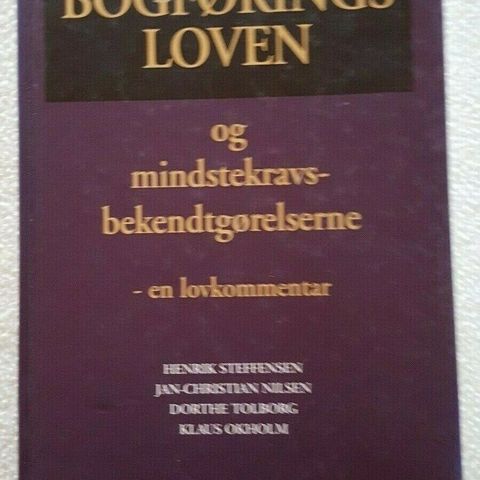 BOGFØRINGS
LOVEN
og
mindstekravs-
bekendtgørelserne
- en lovkommentar
HENRIK STEFFENSEN
JAN-CHRISTIAN NILSEN
DORTHE TOLBORG
KLAUS OKHOLM